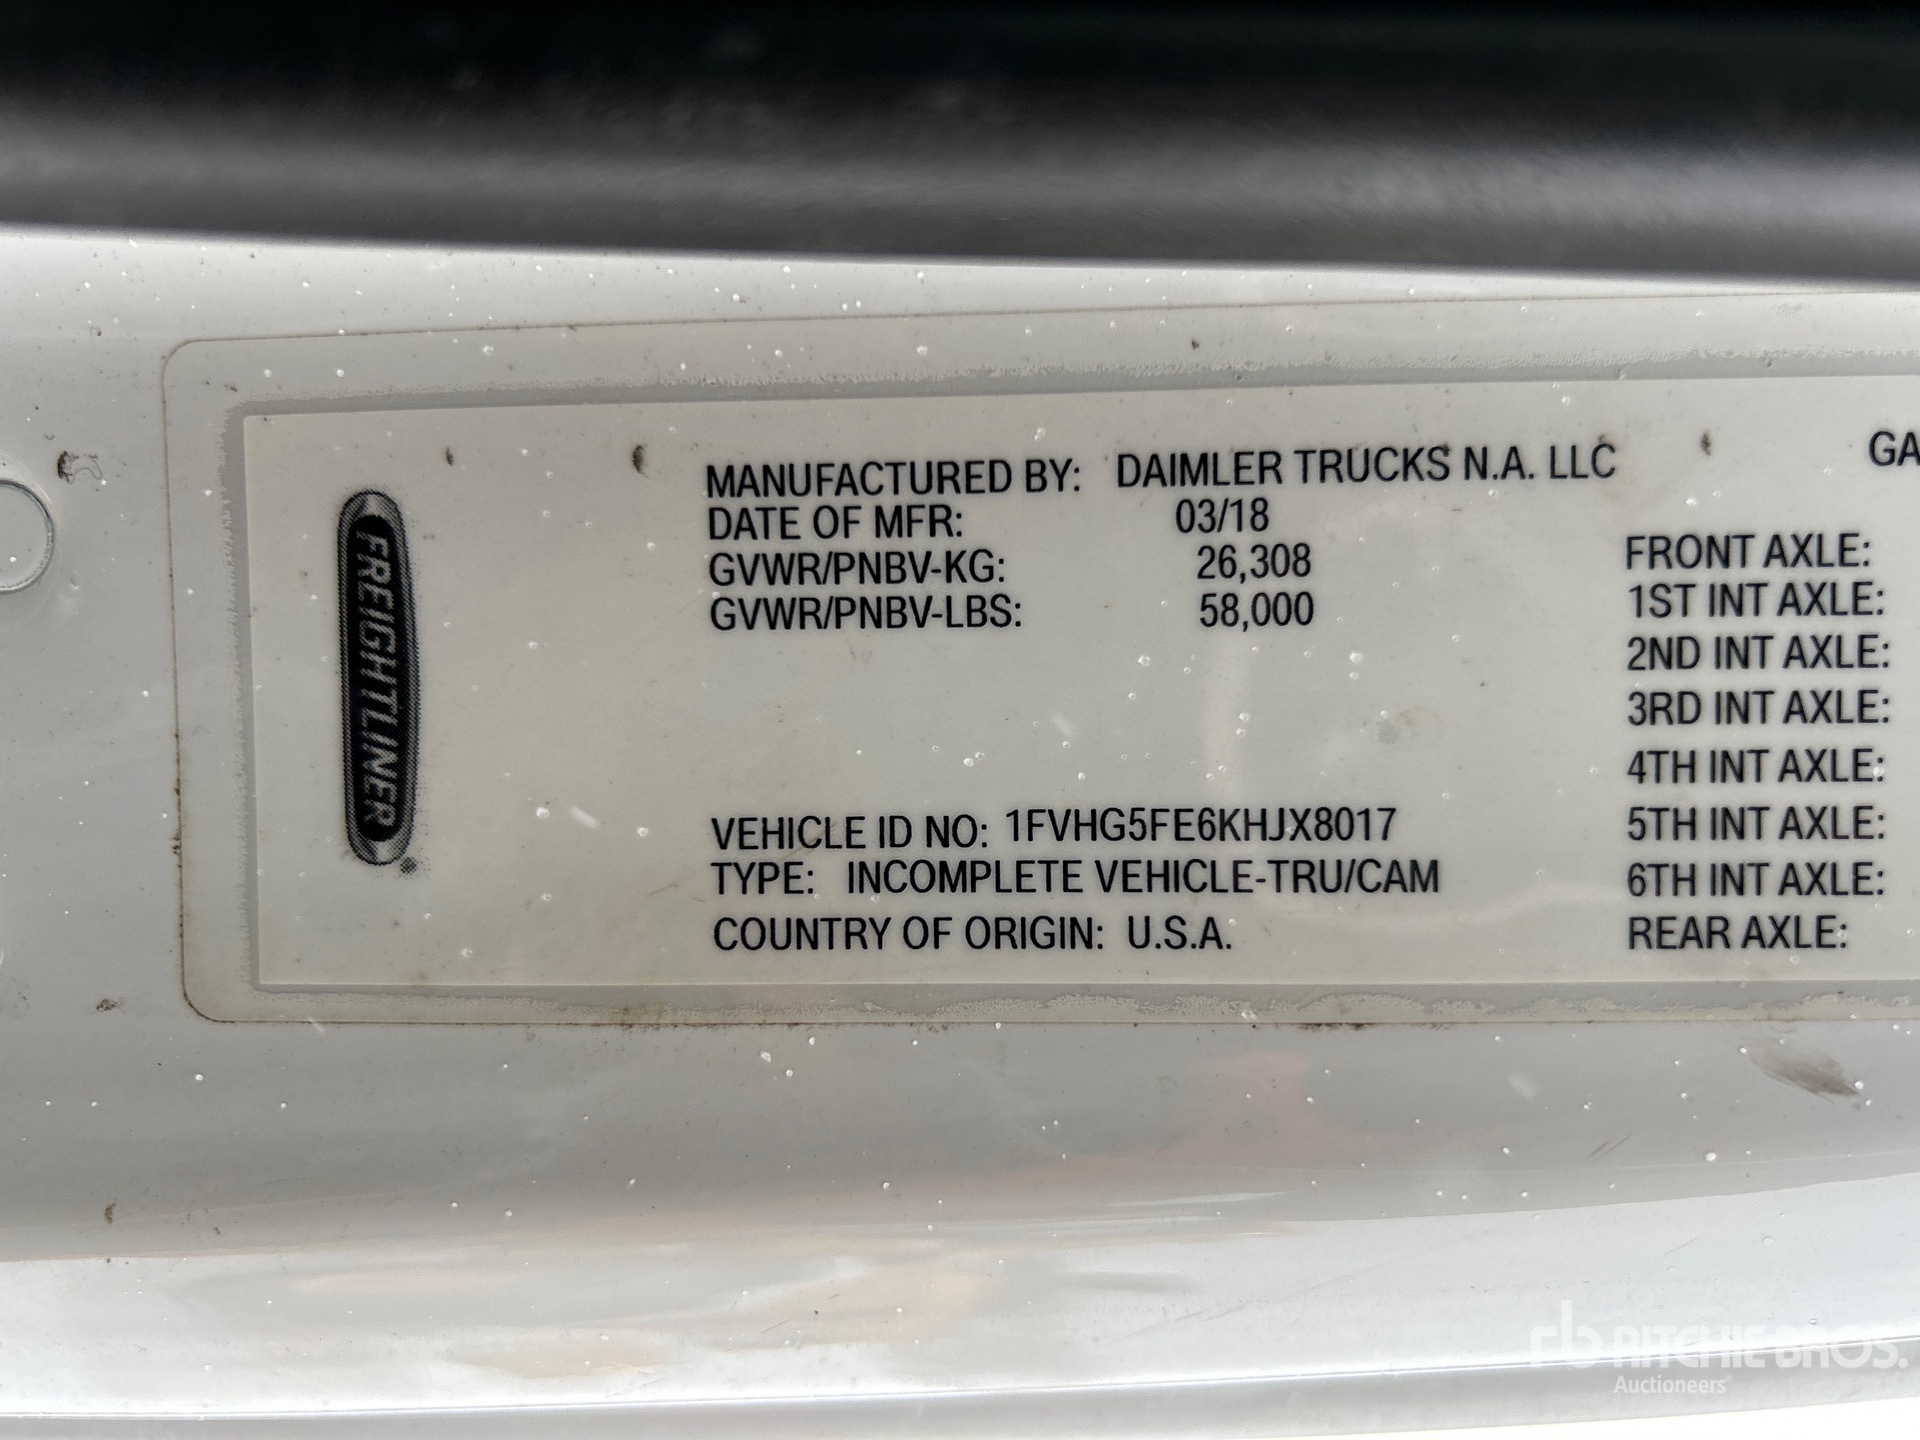 FREIGHTLINER®
MANUFACTURED BY: DAIMLER TRUCKS N.A. LLC
DATE OF MFR: 03/18
GVWR/PNBV-KG: 26,308
GVWR/PNBV-LBS: 58,000
VEHICLE ID NO: 1FVHG5FE6KHJX8017
TYPE: INCOMPLETE VEHICLE-TRU/CAM
COUNTRY OF ORIGIN: U.S.A.
GA
FRONT AXLE:
1ST INT AXLE:
2ND INT AXLE:
3RD INT AXLE:
4TH INT AXLE:
5TH INT AXLE:
6TH INT AXLE:
REAR AXLE:
rb RITCHIE BROS.
Auctioneers